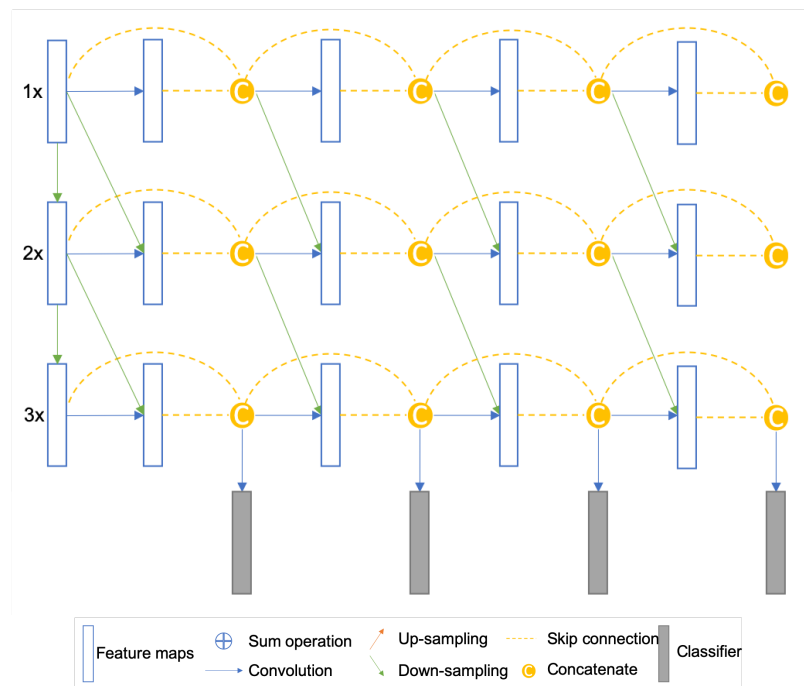 1x
C C C C
2x
C C C C
3x
C C C C
Sum operation Up-sampling Skip connection
Feature maps Classifier
Convolution Down-sampling C Concatenate